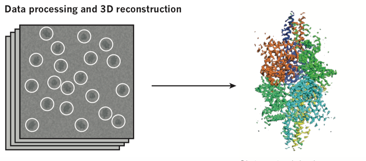 Data processing and 3D reconstruction